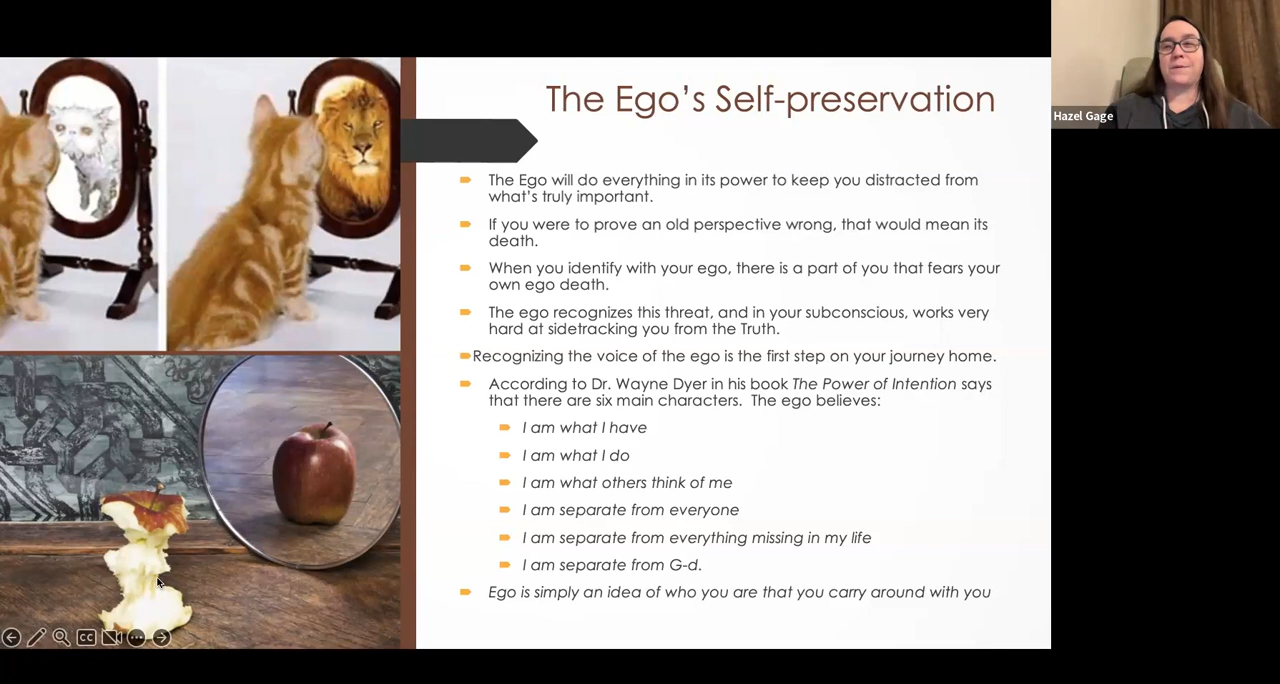 The Ego’s Self-preservation
Hazel Gage
The Ego will do everything in its power to keep you distracted from
what’s truly important.
If you were to prove an old perspective wrong, that would mean its
death.
When you identify with your ego, there is a part of you that fears your
own ego death.
The ego recognizes this threat, and in your subconscious, works very
hard at sidetracking you from the Truth.
Recognizing the voice of the ego is the first step on your journey home.
According to Dr. Wayne Dyer in his book The Power of Intention says
that there are six main characters.  The ego believes:
I am what I have
I am what I do
I am what others think of me
I am separate from everyone
I am separate from everything missing in my life
I am separate from G-d.
Ego is simply an idea of who you are that you carry around with you
CC